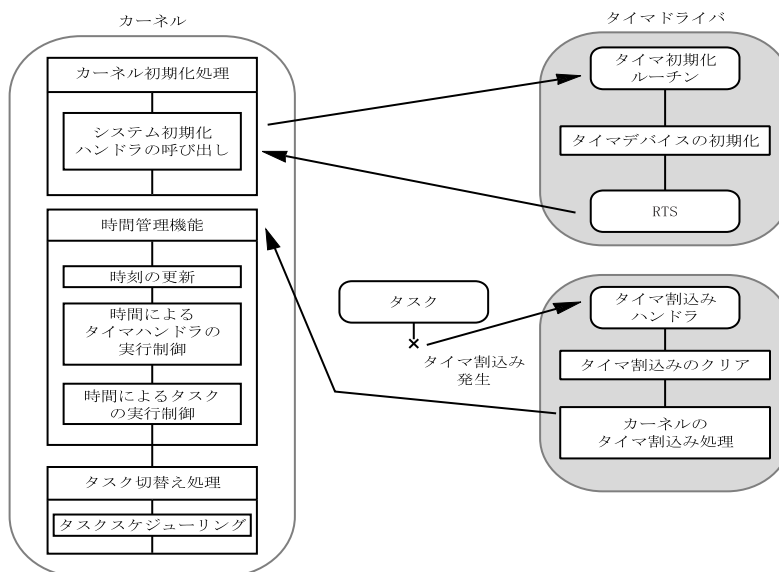 カーネル
カーネル初期化処理
システム初期化
ハンドラの呼び出し
時間管理機能
時刻の更新
時間による
タイマハンドラの
実行制御
時間によるタスク
の実行制御
タスク切替え処理
タスクスケジューリング
タスク
タイマ割込み
発生
タイマドライバ
タイマ初期化
ルーチン
タイマデバイスの初期化
RTS
タイマ割込み
ハンドラ
タイマ割込みのクリア
カーネルの
タイマ割込み処理